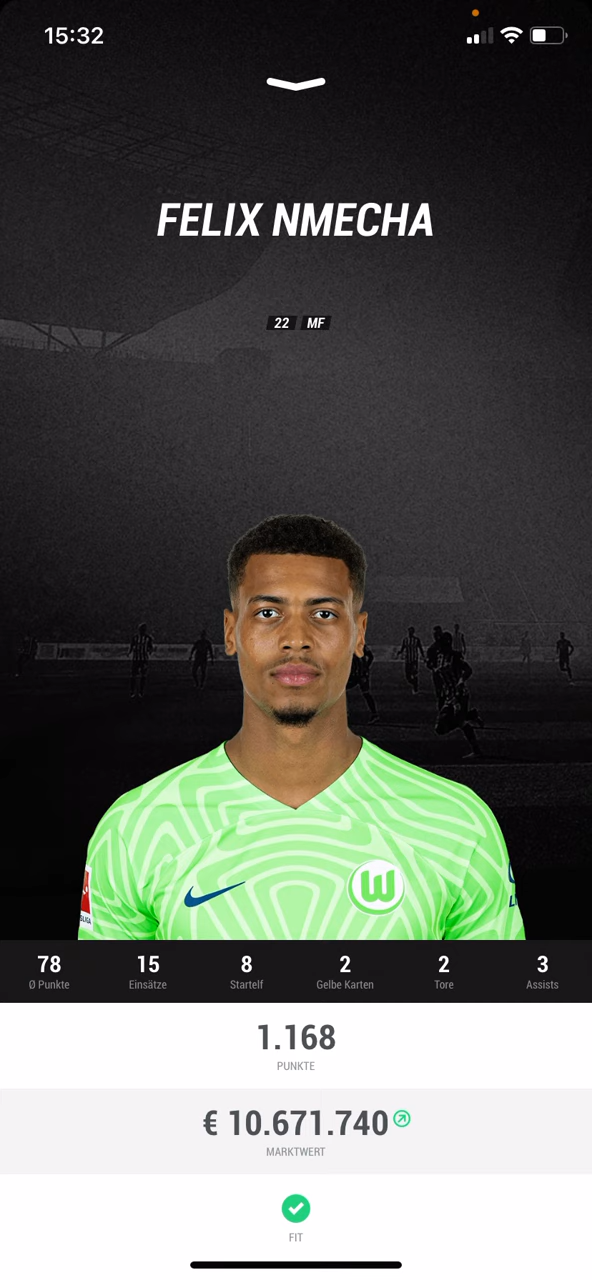 15:32
FELIX NMECHA
22 MF
W
78 15 8 2 2 3
Ø Punkte Einsätze Startelf Gelbe Karten Tore Assists
1.168
PUNKTE
€ 10.671.740
MARKTWERT
FIT